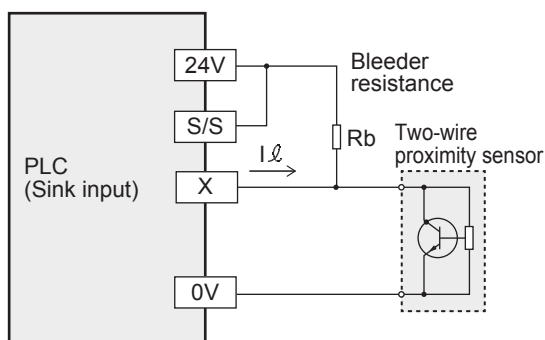 24V
Bleeder
resistance
S/S
Rb
Two-wire
proximity sensor
PLC
(Sink input)
Iℓ
X
0V